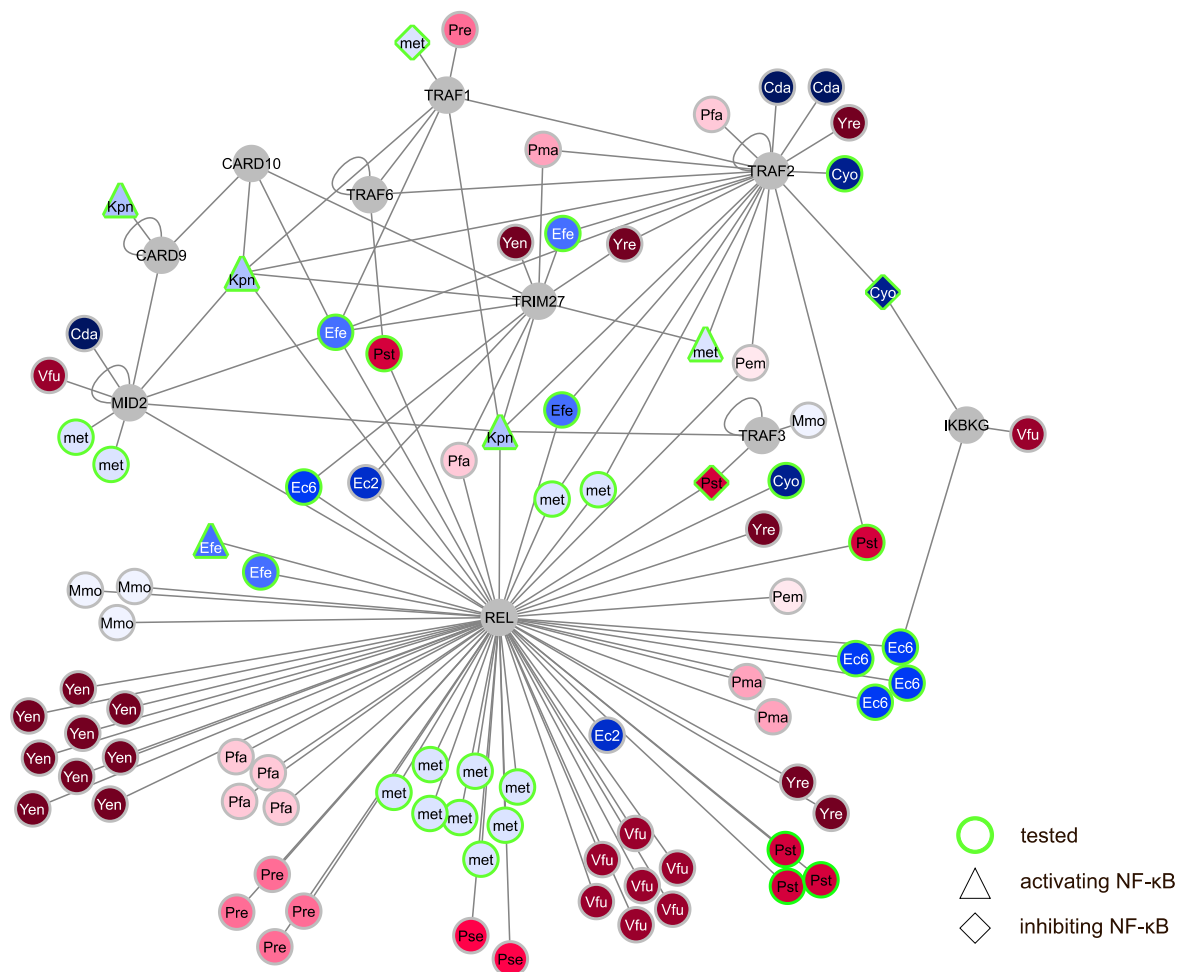 Pre
met
TRAF1
Cda
Cda
Pfa
Yre
Pma
CARD10
TRAF2
Cyo
TRAF6
Kpn
Efe
Yen
Yre
CARD9
Kpn
Cyo
TRIM27
Cda
Efe
Pst
met
Pem
Vfu
MID2
Efe
Mmo
met
Kpn
TRAF3
IKBKG
Vfu
met
Pfa
Ec6
Ec2
met
met
Pst
Cyo
Yre
Pst
Efe
Efe
Mmo
Mmo
Pem
Mmo
REL
Ec6
Ec6
Ec6
Ec6
Pma
Pma
Yen
Yen
Yen
Yen
Yen
Yen
Yen
Yen
Yen
Ec2
Pfa
Pfa
Pfa
Pfa
met
met
met
met
met
met
met
met
Yre
Yre
Vfu
Vfu
Vfu
Vfu
Vfu
Vfu
Vfu
Pst
Pst
Pst
tested
activating NF-κB
inhibiting NF-κB
Pre
Pre
Pre
Pre
Pse
Pse